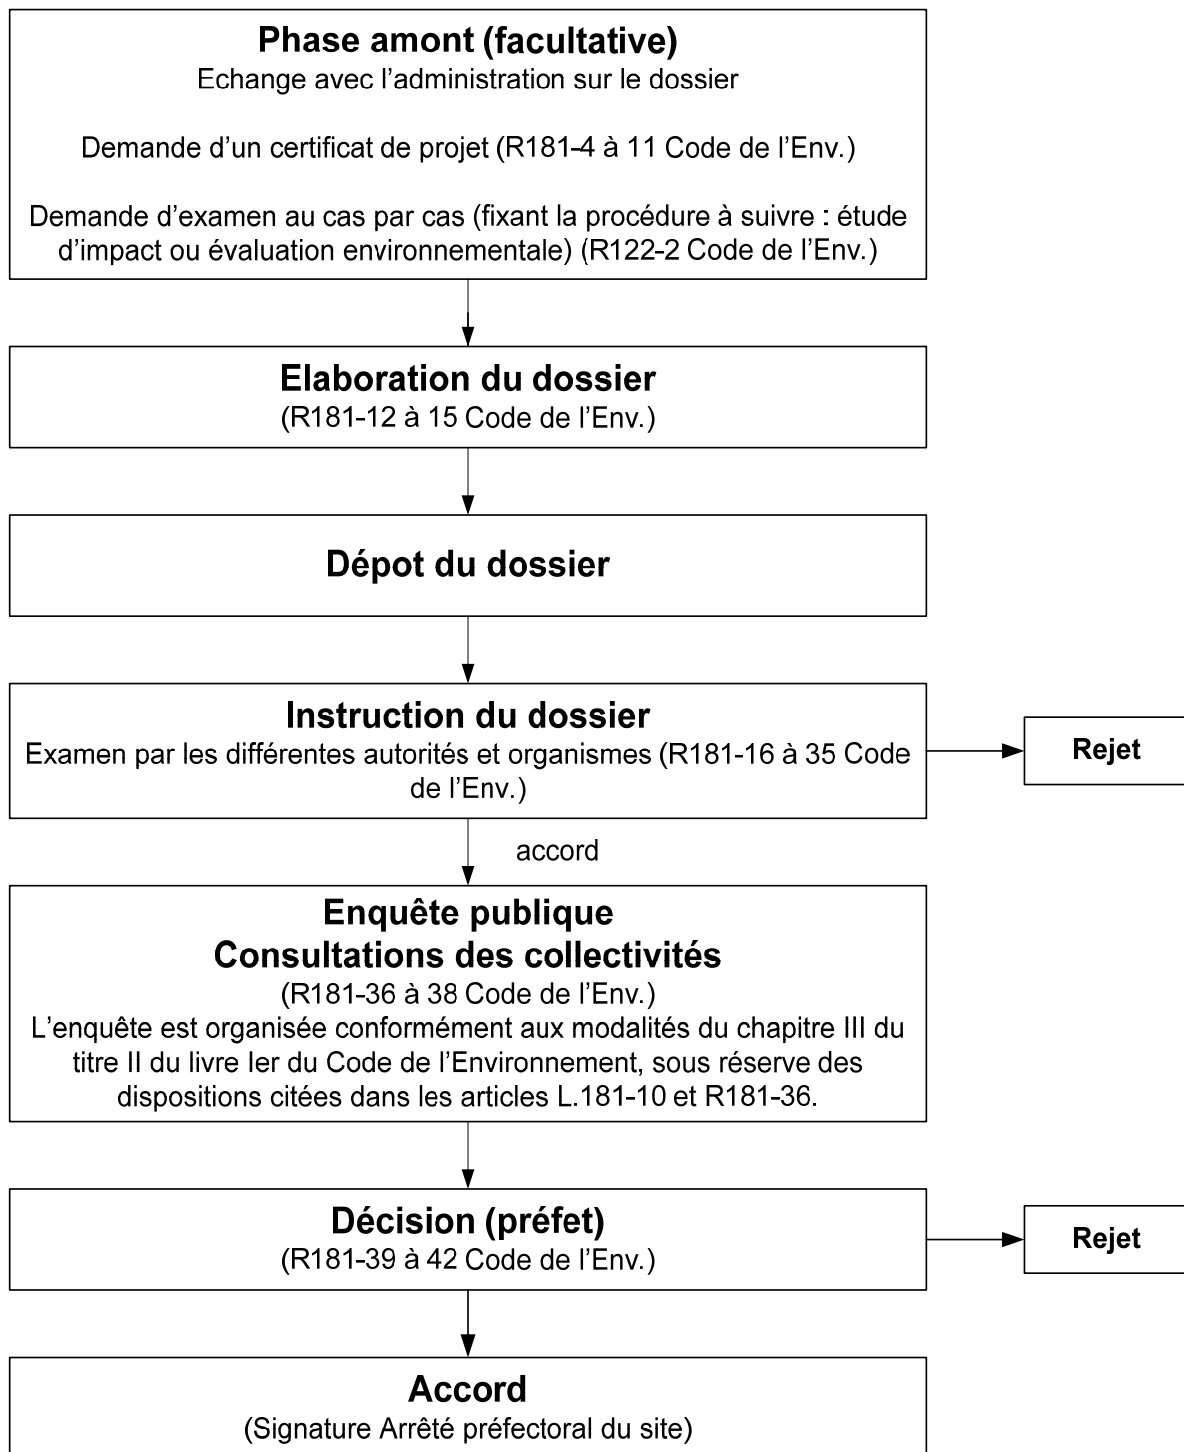 Phase amont (facultative)
Echange avec l'administration sur le dossier
Demande d'un certificat de projet (R181-4 à 11 Code de l'Env.)
Demande d'examen au cas par cas (fixant la procédure à suivre : étude
d'impact ou évaluation environnementale) (R122-2 Code de l'Env.)
Elaboration du dossier
(R181-12 à 15 Code de l'Env.)
Dépot du dossier
Instruction du dossier
Examen par les différentes autorités et organismes (R181-16 à 35 Code
de l'Env.)
Rejet
accord
Enquête publique
Consultations des collectivités
(R181-36 à 38 Code de l'Env.)
L'enquête est organisée conformément aux modalités du chapitre III du
titre II du livre Ier du Code de l'Environnement, sous réserve des
dispositions citées dans les articles L.181-10 et R181-36.
Décision (préfet)
(R181-39 à 42 Code de l'Env.)
Rejet
Accord
(Signature Arrêté préfectoral du site)